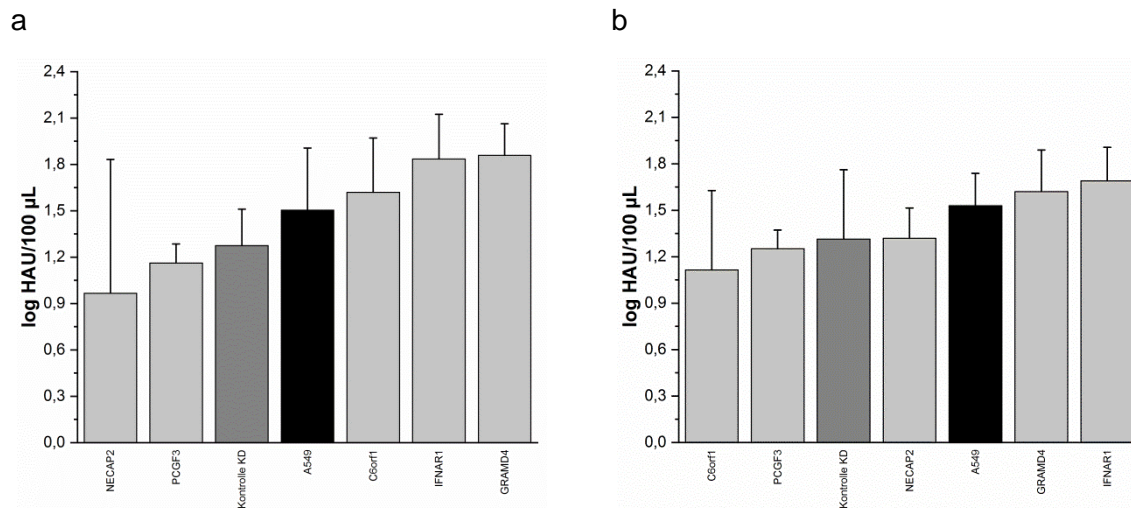 a
2,4
2,1
1,8
1,5
1,2
0,9
0,6
0,3
0,0
log HAU/100 µL
NECAP2
PCGF3
Kontrolle KD
A549
C6orf1
IFNAR1
GRAMD4
b
2,4
2,1
1,8
1,5
1,2
0,9
0,6
0,3
0,0
log HAU/100 µL
C6orf1
PCGF3
Kontrolle KD
NECAP2
A549
GRAMD4
IFNAR1